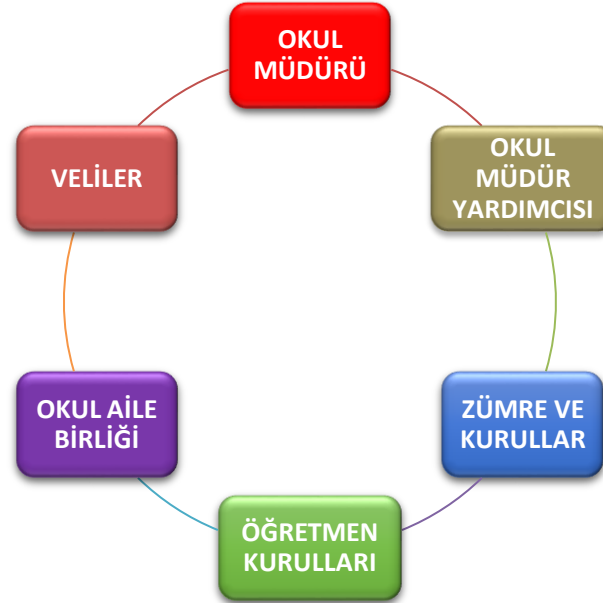 OKUL
MÜDÜRÜ
OKUL
MÜDÜR
YARDIMCISI
ZÜMRE VE
KURULLAR
ÖĞRETMEN
KURULLARI
OKUL AİLE
BİRLİĞİ
VELİLER